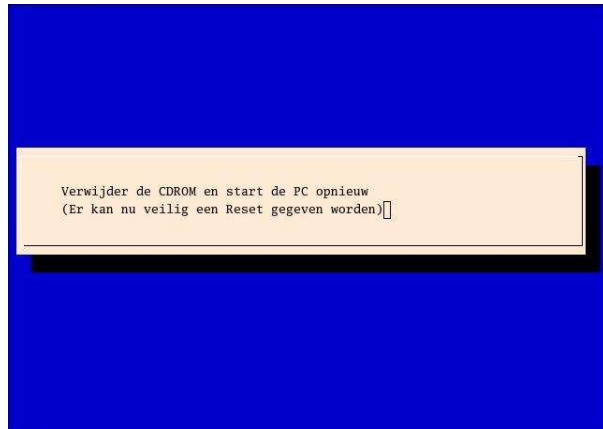 Verwijder de CDROM en start de PC opnieuw
(Er kan nu veilig een Reset gegeven worden)